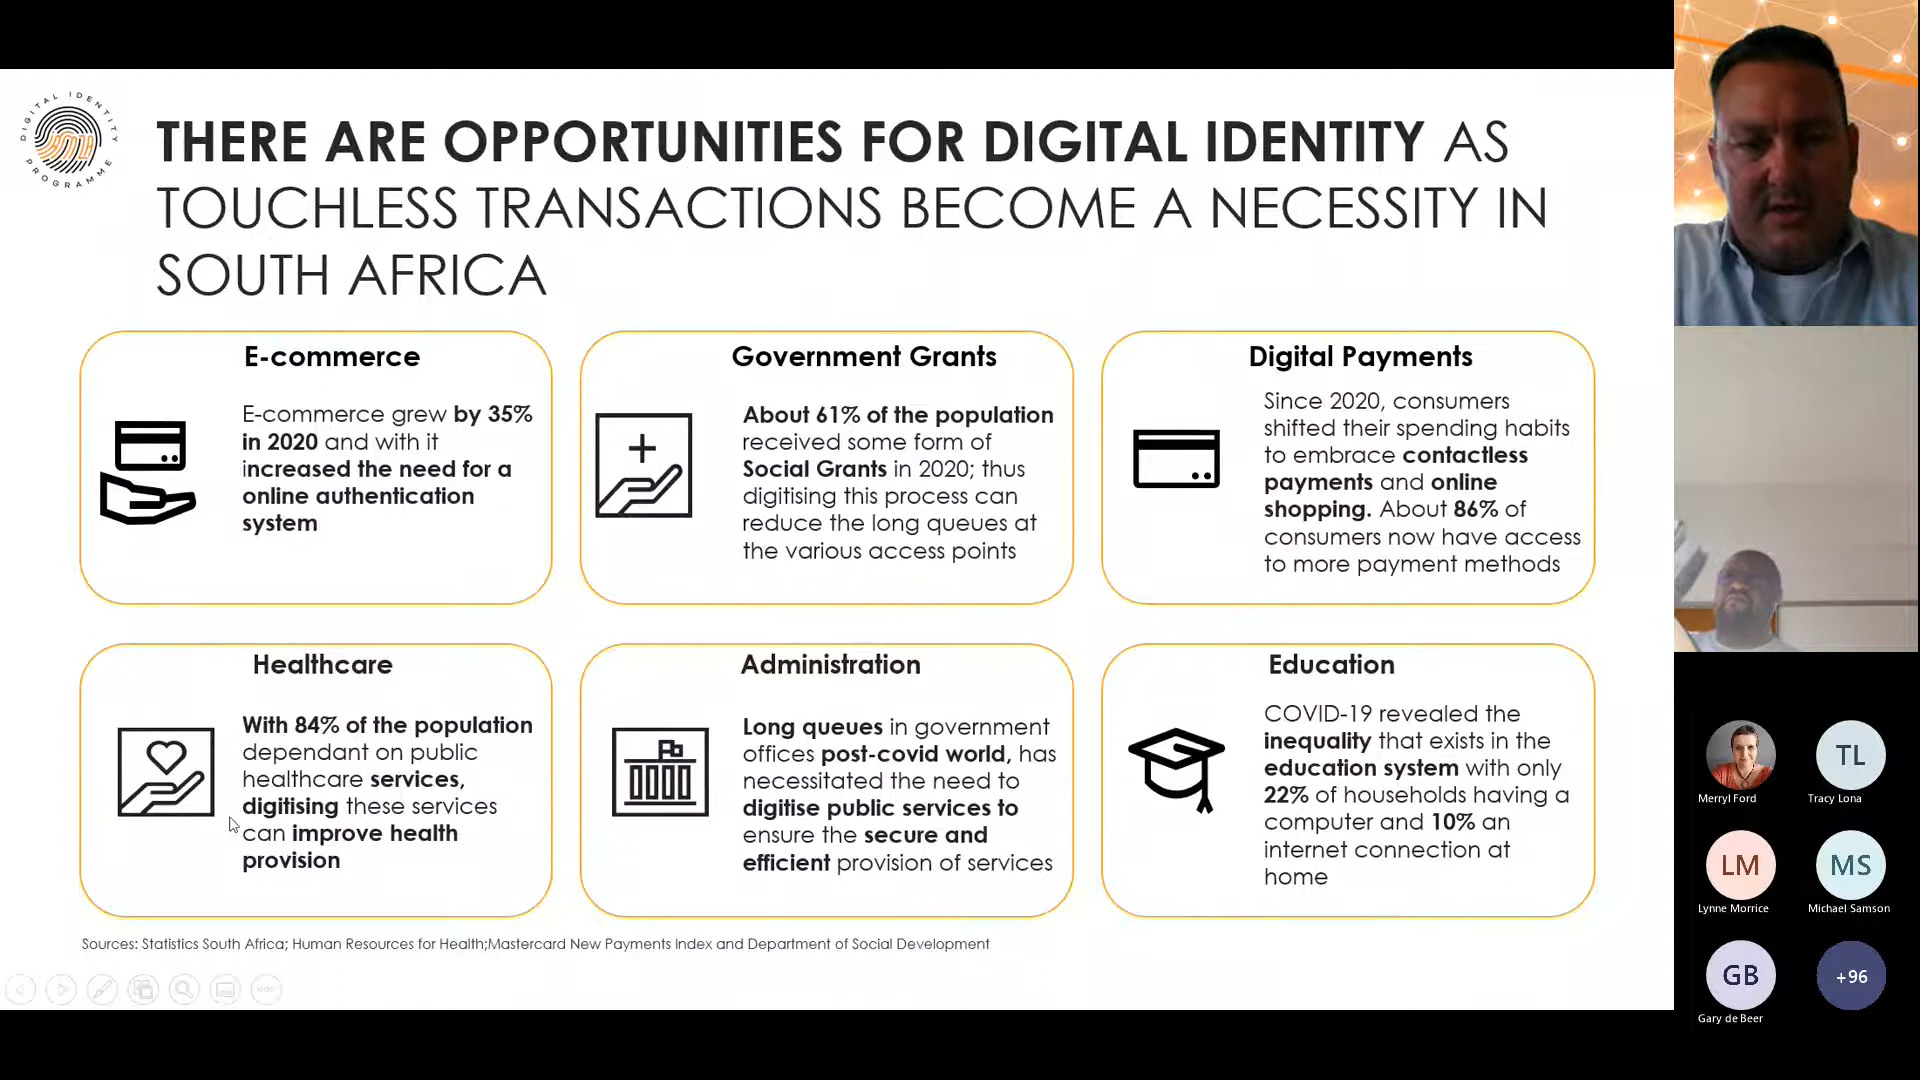 DIGITAL IDENTITY
PROGRAMME
THERE ARE OPPORTUNITIES FOR DIGITAL IDENTITY AS
TOUCHLESS TRANSACTIONS BECOME A NECESSITY IN
SOUTH AFRICA
E-commerce
E-commerce grew by 35%
in 2020 and with it
increased the need for a
online authentication
system
Government Grants
About 61% of the population
received some form of
Social Grants in 2020; thus
digitising this process can
reduce the long queues at
the various access points
Digital Payments
Since 2020, consumers
shifted their spending habits
to embrace contactless
payments and online
shopping. About 86% of
consumers now have access
to more payment methods
Healthcare
With 84% of the population
dependant on public
healthcare services,
digitising these services
can improve health
provision
Administration
Long queues in government
offices post-covid world, has
necessitated the need to
digitise public services to
ensure the secure and
efficient provision of services
Education
COVID-19 revealed the
inequality that exists in the
education system with only
22% of households having a
computer and 10% an
internet connection at
home
Sources: Statistics South Africa; Human Resources for Health;Mastercard New Payments Index and Department of Social Development
Merryl Ford
TL
Tracy Lona
LM
Lynne Morrice
MS
Michael Samson
GB
Gary de Beer
+96